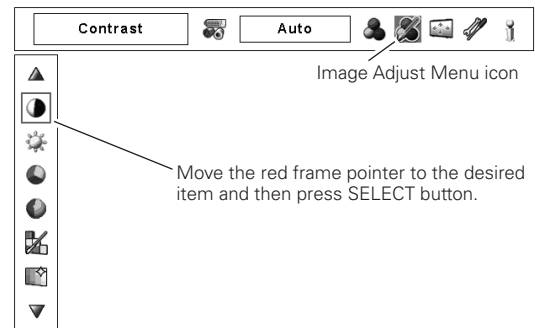 Contrast
Auto
Image Adjust Menu icon
Move the red frame pointer to the desired
item and then press SELECT button.